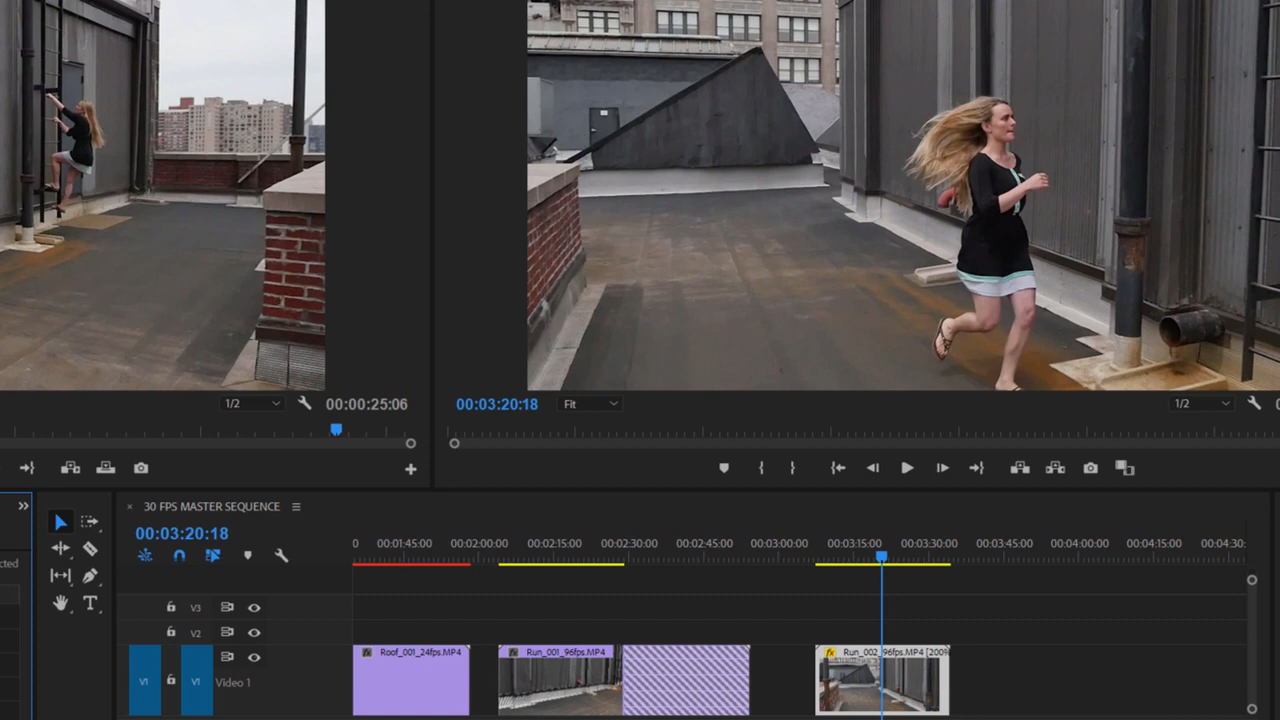 1/2
00:00:25:06
00:03:20:18
Fit
1/2
cted
× 30 FPS MASTER SEQUENCE
00:03:20:18
T
0 00:01:45:00 00:02:00:00 00:02:15:00 00:02:30:00 00:02:45:00 00:03:00:00 00:03:15:00 00:03:30:00 00:03:45:00 00:04:00:00 00:04:15:00 00:04:30:
V3
V2
V1 V1 Video 1
fx Roof_001_24fps.MP4
fx Run_001_96fps.MP4
fx Run_002_96fps.MP4 [200%